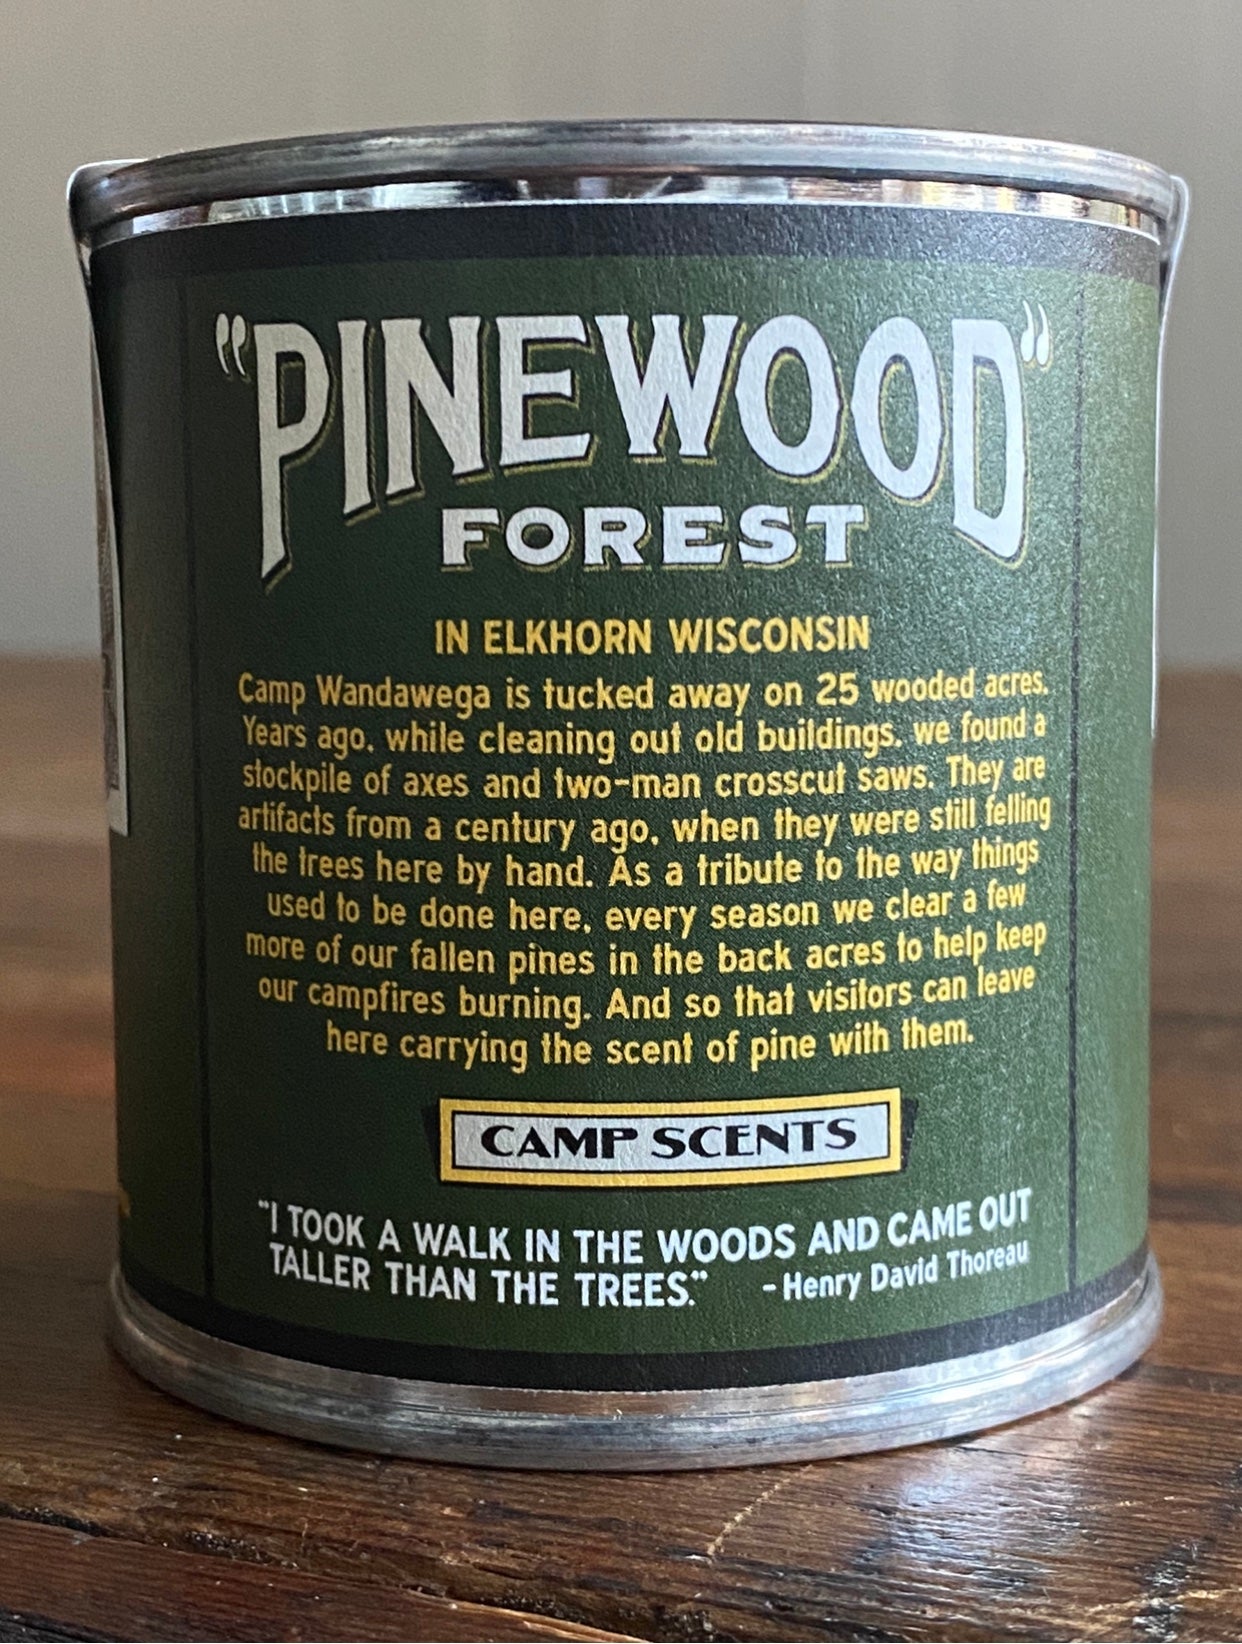 "PINEWOOD"
FOREST
IN ELKHORN WISCONSIN
Camp Wandawega is tucked away on 25 wooded acres.
Years ago, while cleaning out old buildings, we found a
stockpile of axes and two-man crosscut saws. They are
artifacts from a century ago, when they were still felling
the trees here by hand. As a tribute to the way things
used to be done here, every season we clear a few
more of our fallen pines in the back acres to help keep
our campfires burning. And so that visitors can leave
here carrying the scent of pine with them.
CAMP SCENTS
"I TOOK A WALK IN THE WOODS AND CAME OUT
TALLER THAN THE TREES." - Henry David Thoreau